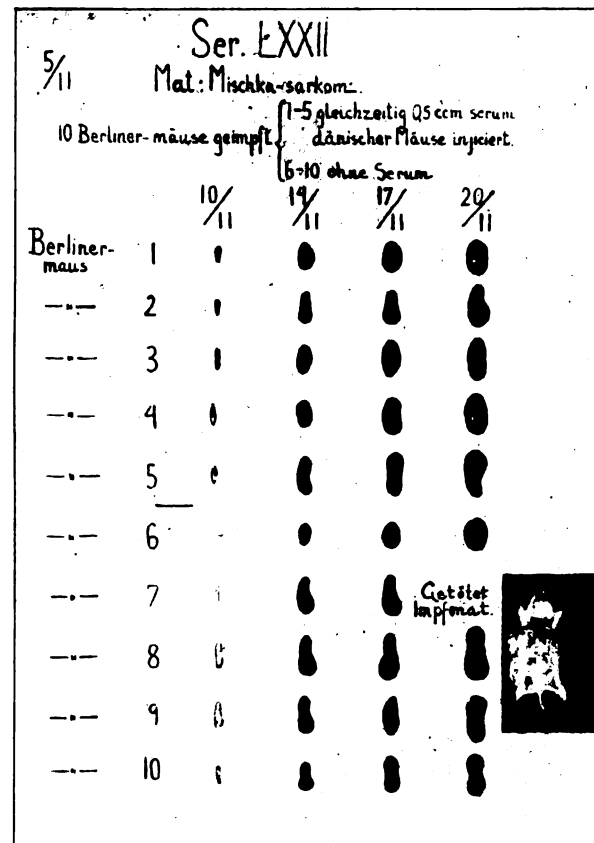 Ser. LXXII
5/11
Mat.: Mischka-sarkom.
1-5 gleichzeitig 0,5 ccm serum
10 Berliner-mäuse geimpft dänischer Mäuse injiciert.
6-10 ohne Serum
10/11 14/11 17/11 20/11
Berliner-
maus 1
—"— 2
—"— 3
—"— 4
—"— 5
—"— 6
—"— 7 Getötet
Impfmat.
—"— 8
—"— 9
—"— 10